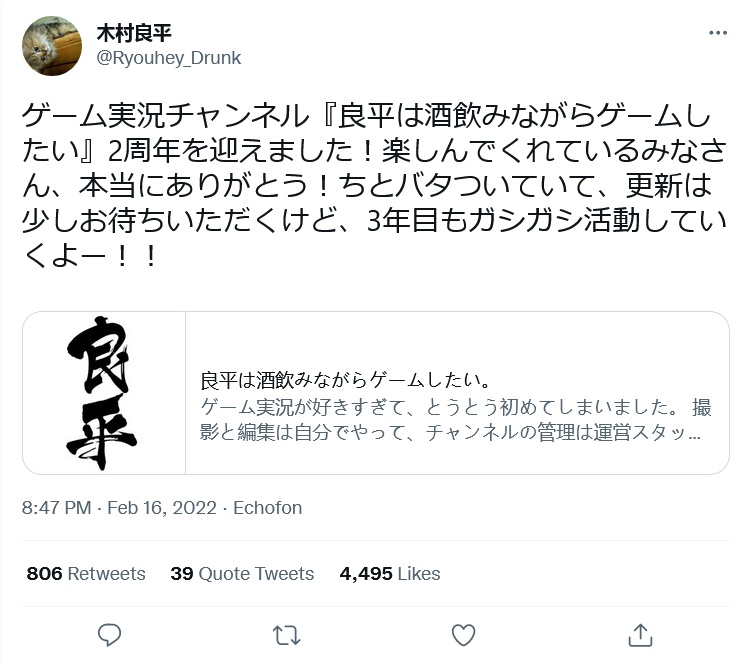 木村良平
@Ryouhey_Drunk
ゲーム実況チャンネル『良平は酒飲みながらゲームし
たい』2周年を迎えました！楽しんでくれているみなさ
ん、本当にありがとう！ちとバタついていて、更新は
少しお待ちいただくけど、3年目もガシガシ活動してい
くよー！！
良平
良平は酒飲みながらゲームしたい。
ゲーム実況が好きすぎて、とうとう初めてしまいました。 撮
影と編集は自分でやって、チャンネルの管理は運営スタッ...
8:47 PM · Feb 16, 2022 · Echofon
806 Retweets 39 Quote Tweets 4,495 Likes